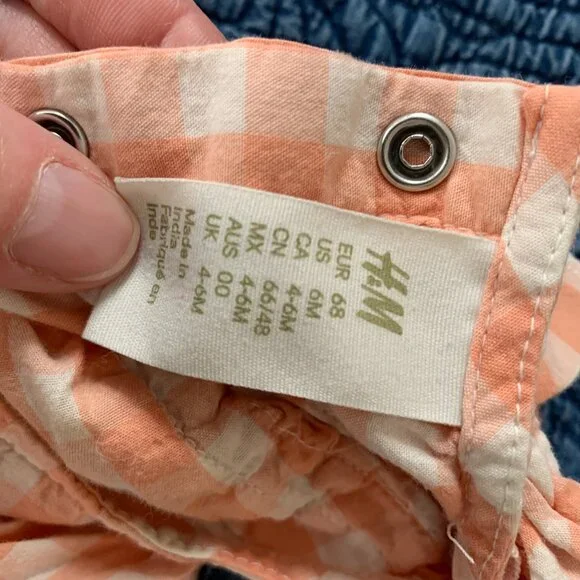 H&M
EUR 68
US 6M
CA 4-6M
CN 66/48
MX 4-6M
AUS 00
UK 4-6M
Made in
India
Fabriqué en
Inde